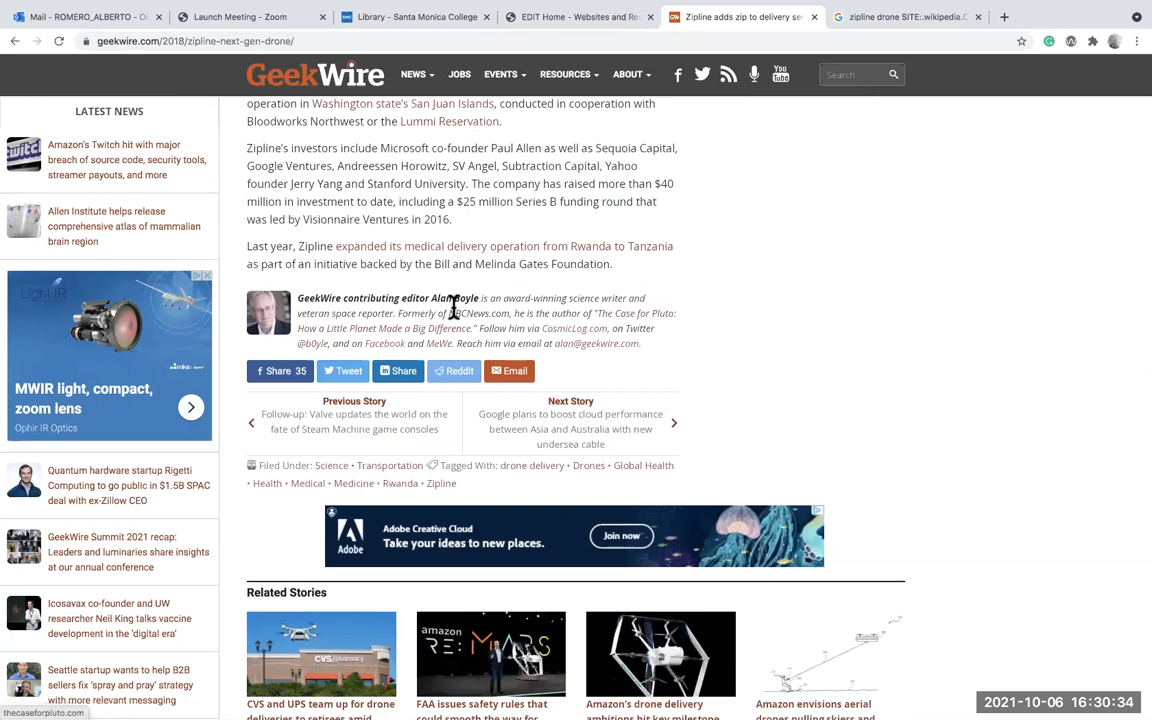 Mail - ROMERO_ALBERTO - Ou
Launch Meeting - Zoom
Library - Santa Monica College
EDIT Home - Websites and Res
Zipline adds zip to delivery ser
zipline drone SITE:.wikipedia.O
geekwire.com/2018/zipline-next-gen-drone/
GeekWire
NEWS
JOBS
EVENTS
RESOURCES
ABOUT
You Tube
Search
LATEST NEWS
Amazon's Twitch hit with major
breach of source code, security tools,
streamer payouts, and more
Allen Institute helps release
comprehensive atlas of mammalian
brain region
MWIR light, compact,
zoom lens
Ophir IR Optics
Quantum hardware startup Rigetti
Computing to go public in $1.5B SPAC
deal with ex-Zillow CEO
GeekWire Summit 2021 recap:
Leaders and luminaries share insights
at our annual conference
Icosavax co-founder and UW
researcher Neil King talks vaccine
development in the 'digital era'
Seattle startup wants to help B2B
sellers fix 'spray and pray' strategy
with more relevant messaging
thecaseforpluto.com
operation in Washington state's San Juan Islands, conducted in cooperation with
Bloodworks Northwest or the Lummi Reservation.
Zipline's investors include Microsoft co-founder Paul Allen as well as Sequoia Capital,
Google Ventures, Andreessen Horowitz, SV Angel, Subtraction Capital, Yahoo
founder Jerry Yang and Stanford University. The company has raised more than $40
million in investment to date, including a $25 million Series B funding round that
was led by Visionnaire Ventures in 2016.
Last year, Zipline expanded its medical delivery operation from Rwanda to Tanzania
as part of an initiative backed by the Bill and Melinda Gates Foundation.
GeekWire contributing editor Alan Boyle is an award-winning science writer and
veteran space reporter. Formerly of NBCNews.com, he is the author of "The Case for Pluto:
How a Little Planet Made a Big Difference." Follow him via CosmicLog.com, on Twitter
@b0yle, and on Facebook and MeWe. Reach him via email at alan@geekwire.com.
Share 35
Tweet
Share
Reddit
Email
Previous Story
Follow-up: Valve updates the world on the
fate of Steam Machine game consoles
Next Story
Google plans to boost cloud performance
between Asia and Australia with new
undersea cable
Filed Under: Science • Transportation Tagged With: drone delivery • Drones • Global Health
• Health • Medical • Medicine • Rwanda • Zipline
Adobe
Adobe Creative Cloud
Take your ideas to new places.
Join now
Related Stories
CVS/pharmacy
amazon
RE:MARS
CVS and UPS team up for drone
deliveries to retirees amid
FAA issues safety rules that
could smooth the way for
Amazon's drone delivery
ambitions hit key milestone
Amazon envisions aerial
drones pulling skiers and
2021-10-06 16:30:34